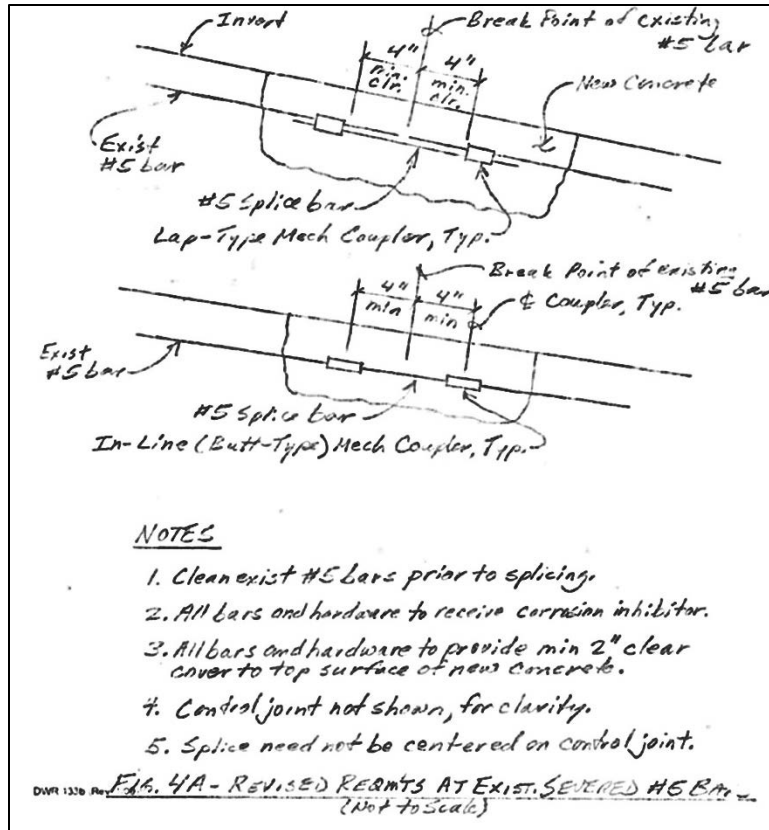 Invert
Break Point of existing
#5 bar
4"
4"
min.
clr.
min.
clr.
New Concrete
Exist
#5 bar
#5 Splice bar
Lap-Type Mech Coupler, Typ.
Break Point of existing
#5 bar
4"
min
4"
min
℄ Coupler, Typ.
Exist
#5 bar
#5 Splice bar
In-Line (Butt-Type) Mech Coupler, Typ.
NOTES
1. Clean exist #5 bars prior to splicing.
2. All bars and hardware to receive corrosion inhibitor.
3. All bars and hardware to provide min 2" clear
cover to top surface of new concrete.
4. Control joint not shown, for clarity.
5. Splice need not be centered on control joint.
DWR 133b Rev
FIG. 4A - REVISED REQMTS AT EXIST. SEVERED #5 BAR
(Not to Scale)